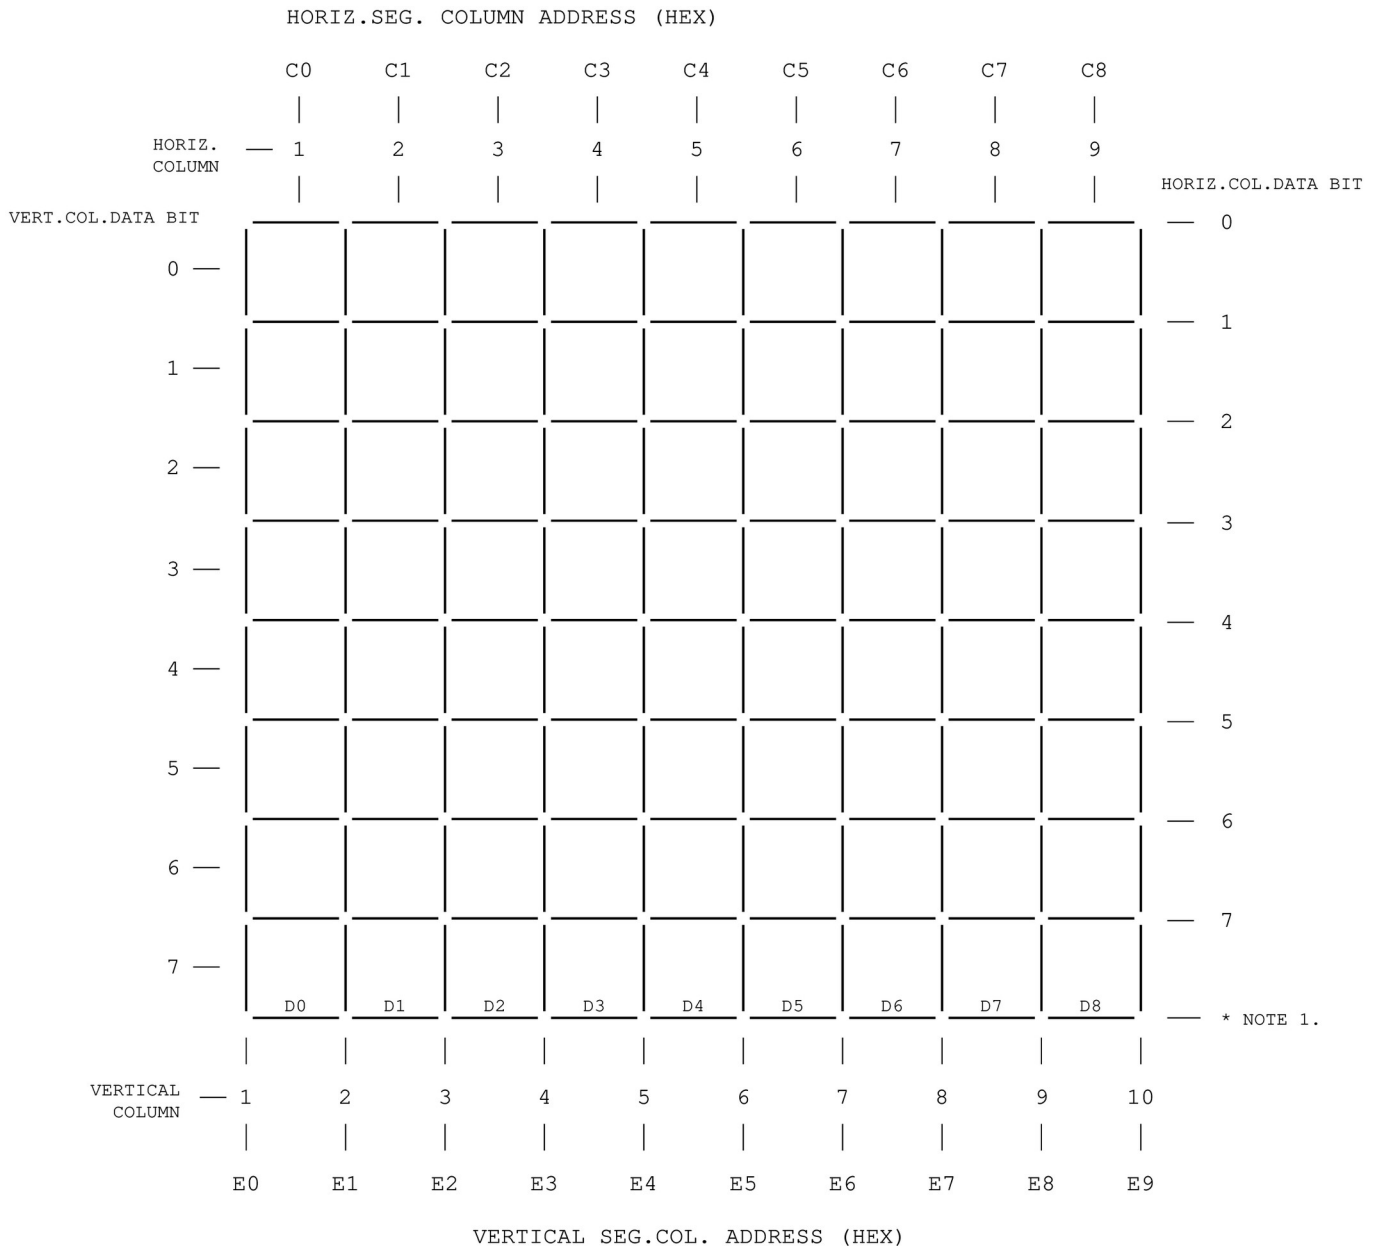 HORIZ.SEG. COLUMN ADDRESS (HEX)
C0 C1 C2 C3 C4 C5 C6 C7 C8
HORIZ.
COLUMN
1 2 3 4 5 6 7 8 9
HORIZ.COL.DATA BIT
VERT.COL.DATA BIT
0
0
1
1
2
2
3
3
4
4
5
5
6
6
7
7
D0 D1 D2 D3 D4 D5 D6 D7 D8
* NOTE 1.
VERTICAL
COLUMN
1 2 3 4 5 6 7 8 9 10
E0 E1 E2 E3 E4 E5 E6 E7 E8 E9
VERTICAL SEG.COL. ADDRESS (HEX)